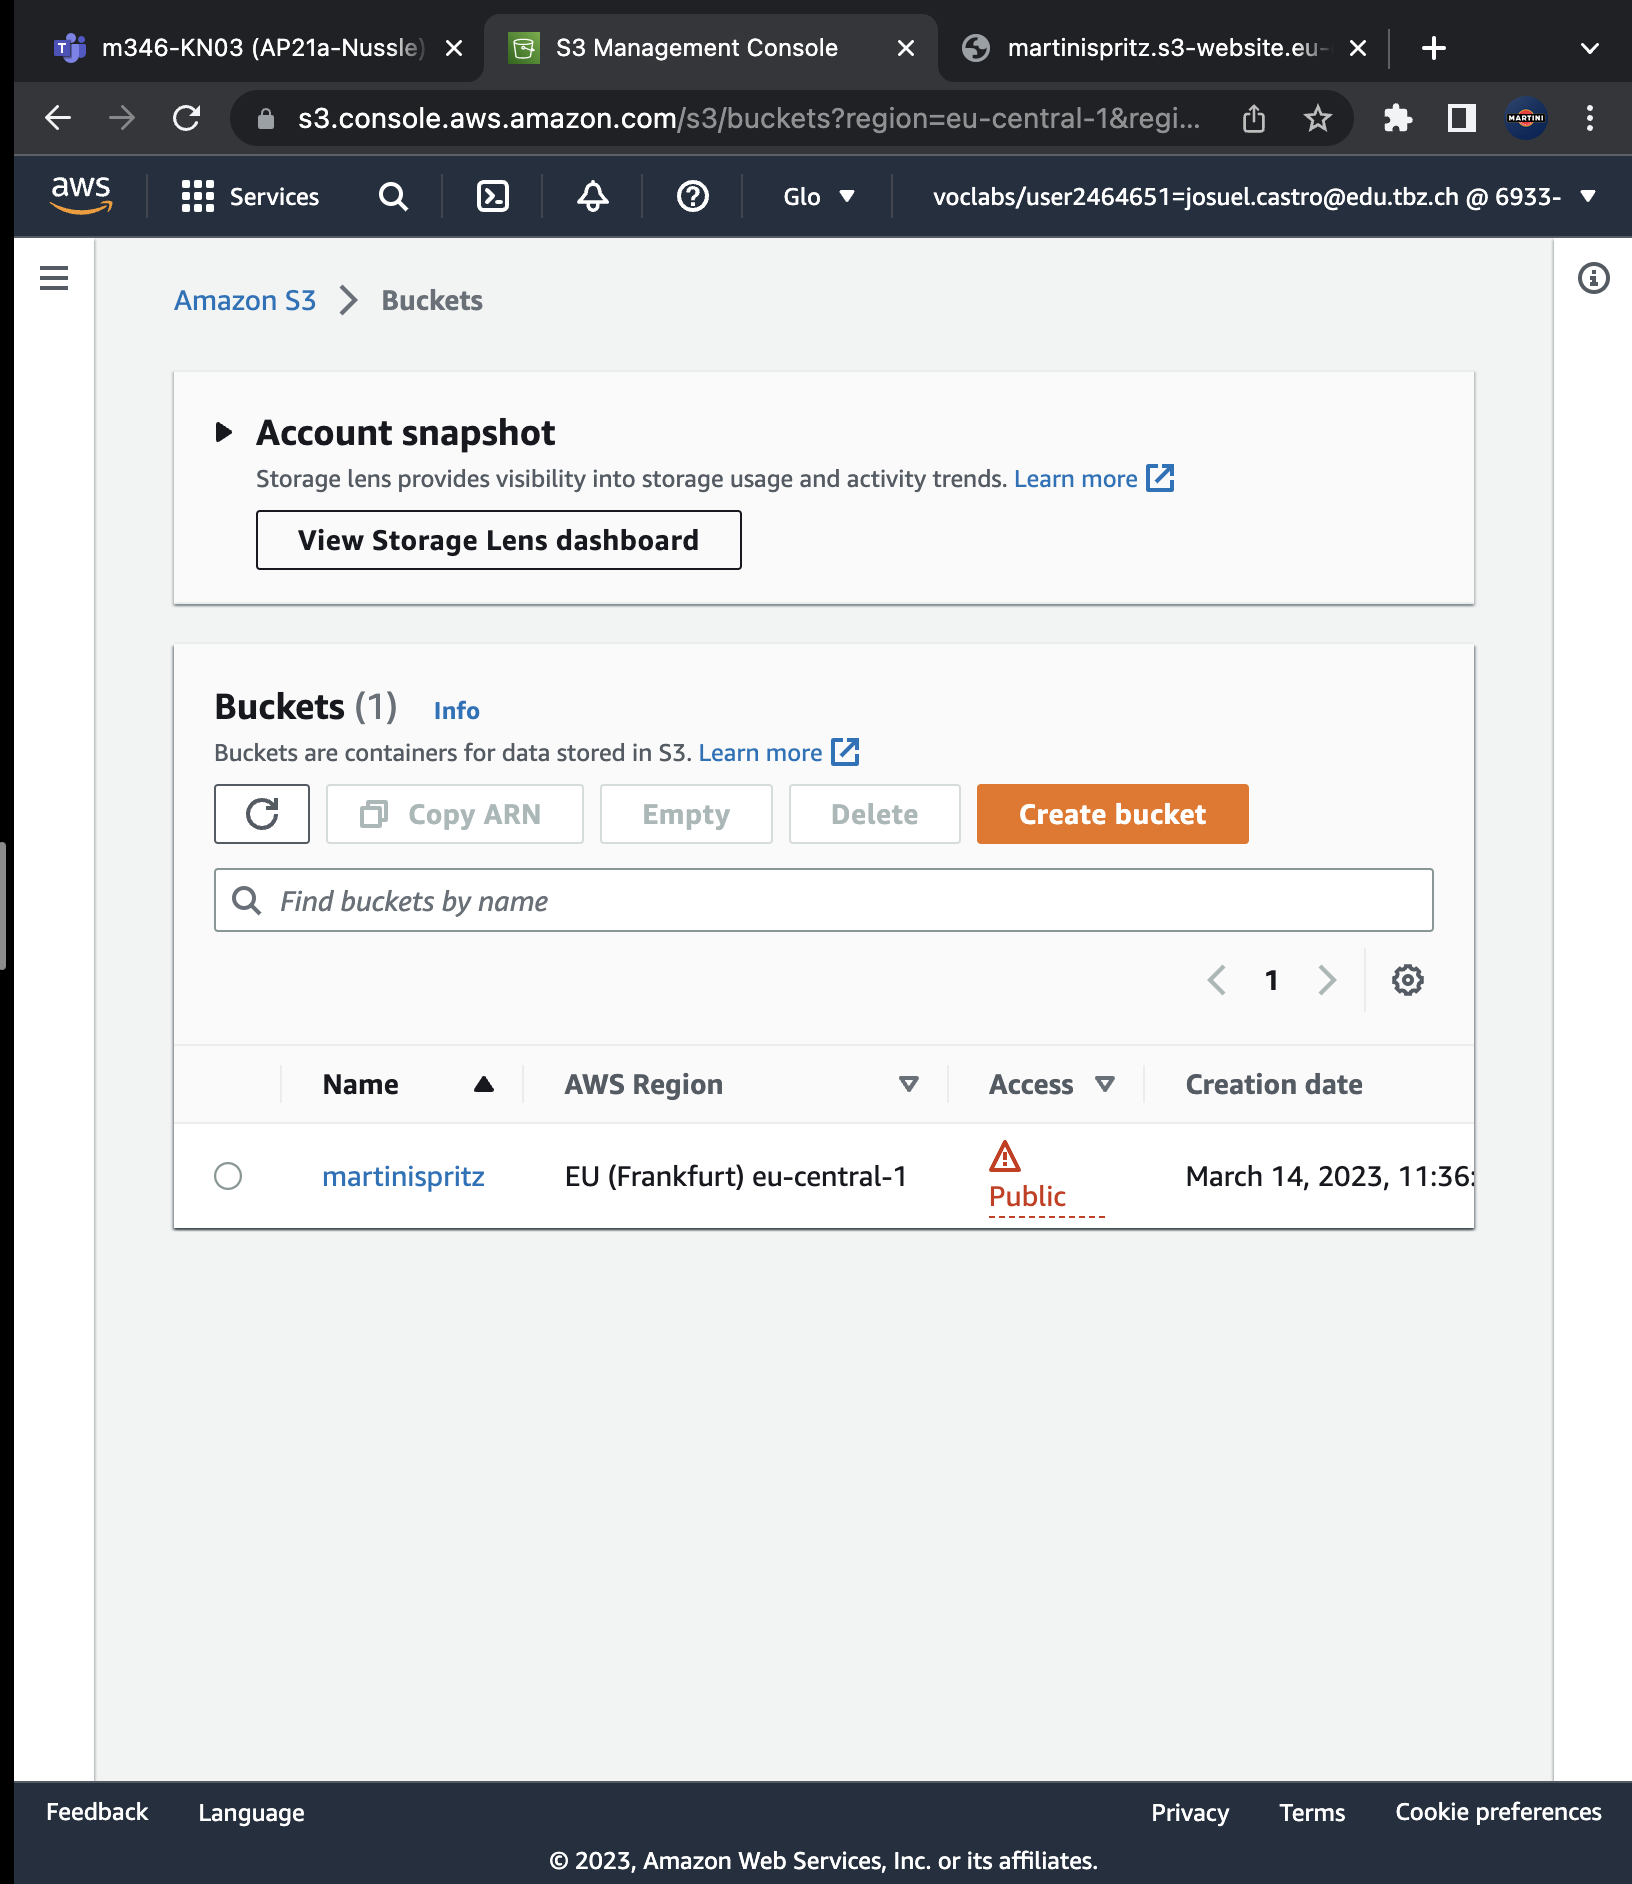 m346-KN03 (AP21a-Nussle)
S3 Management Console
martinispritz.s3-website.eu-
s3.console.aws.amazon.com/s3/buckets?region=eu-central-1&regi...
MARTINI
aws
Services
Glo
voclabs/user2464651=josuel.castro@edu.tbz.ch @ 6933-
Amazon S3
Buckets
Account snapshot
Storage lens provides visibility into storage usage and activity trends. Learn more
View Storage Lens dashboard
Buckets (1) Info
Buckets are containers for data stored in S3. Learn more
Copy ARN
Empty
Delete
Create bucket
Find buckets by name
1
Name
AWS Region
Access
Creation date
martinispritz
EU (Frankfurt) eu-central-1
Public
March 14, 2023, 11:36:
Feedback
Language
Privacy
Terms
Cookie preferences
© 2023, Amazon Web Services, Inc. or its affiliates.